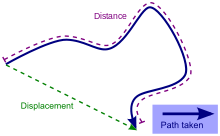 Distance
Displacement
Path taken